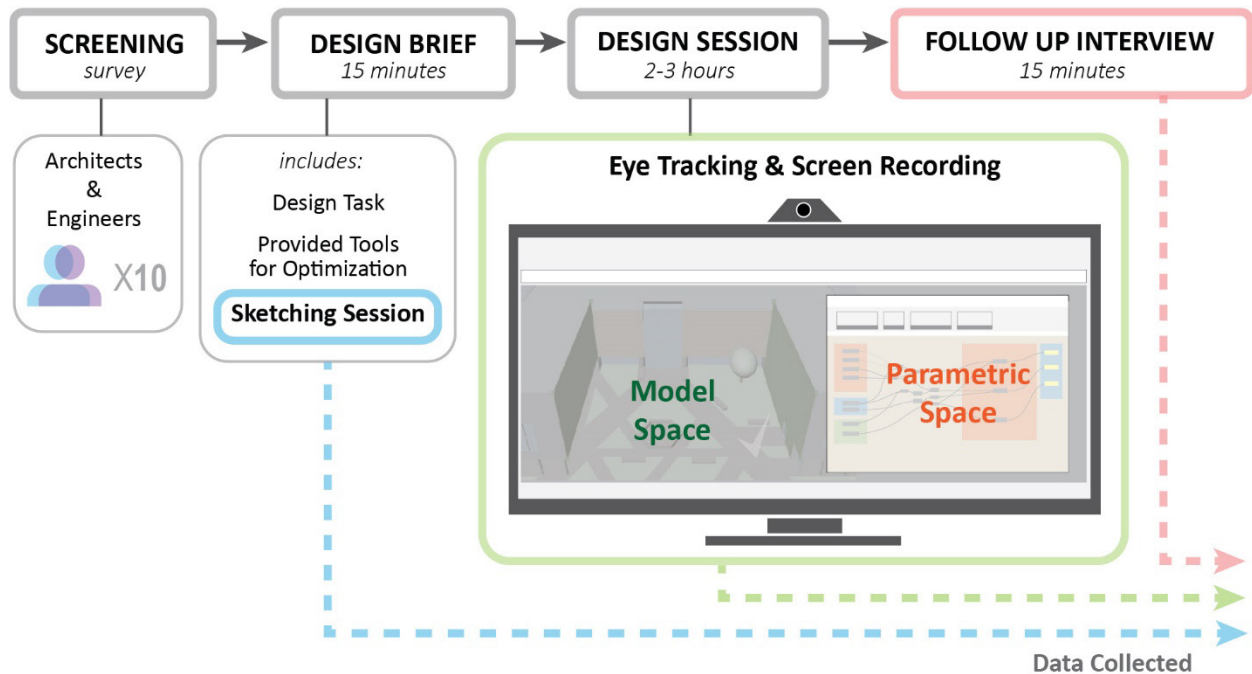 SCREENING
survey
DESIGN BRIEF
15 minutes
DESIGN SESSION
2-3 hours
FOLLOW UP INTERVIEW
15 minutes
Architects
&
Engineers
X10
includes:
Design Task
Provided Tools
for Optimization
Sketching Session
Eye Tracking & Screen Recording
Model
Space
Parametric
Space
Data Collected